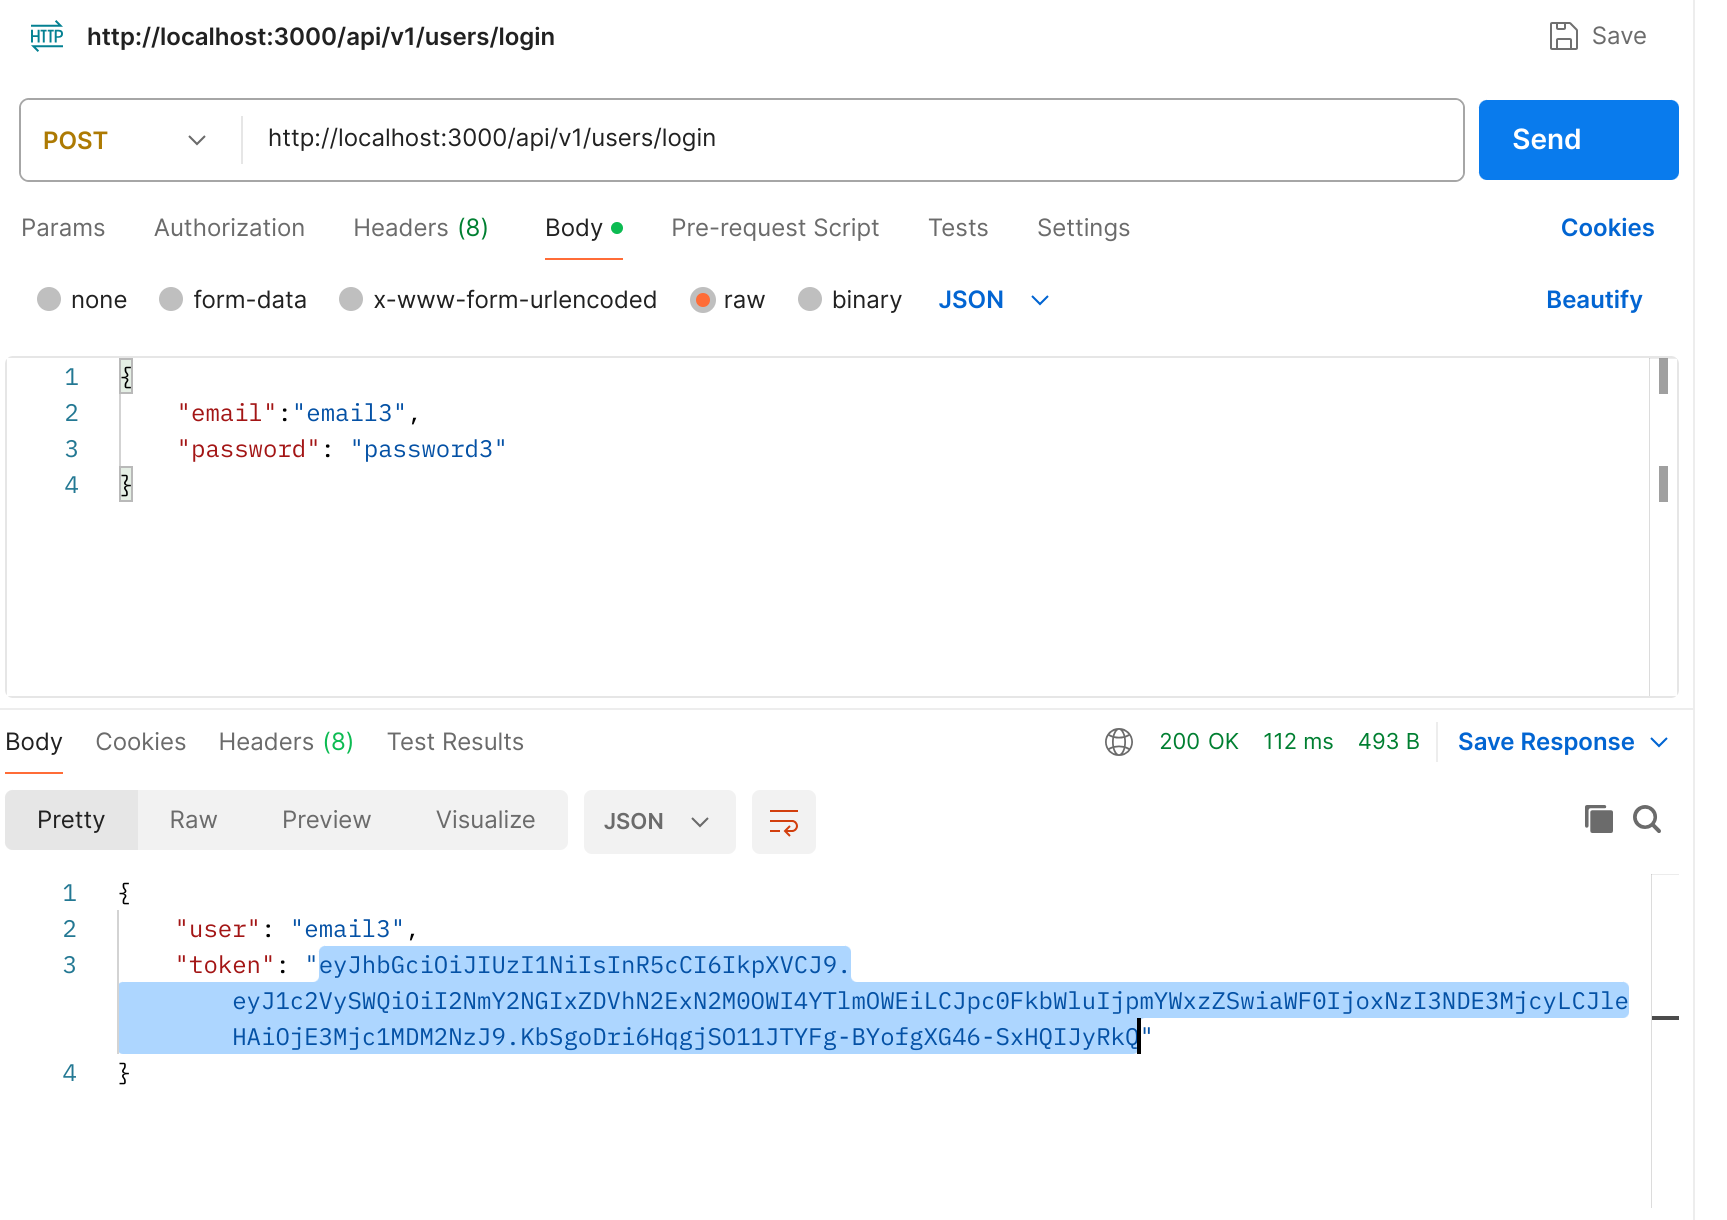 HTTP http://localhost:3000/api/v1/users/login Save
POST http://localhost:3000/api/v1/users/login Send
Params Authorization Headers (8) Body Pre-request Script Tests Settings Cookies
none form-data x-www-form-urlencoded raw binary JSON Beautify
1 {
2 "email":"email3",
3 "password": "password3"
4 }
Body Cookies Headers (8) Test Results 200 OK 112 ms 493 B Save Response
Pretty Raw Preview Visualize JSON
1 {
2 "user": "email3",
3 "token": "eyJhbGciOiJIUzI1NiIsInR5cCI6IkpXVCJ9.
eyJ1c2VySWQiOiI2NmY2NGIxZDVhN2ExN2M0OWI4YTlmOWEiLCJpc0FkbWluIjpmYWxzZSwiaWF0IjoxNzI3NDE3MjcyLCJle
HAiOjE3Mjc1MDM2NzJ9.KbSgoDri6HqgjSO11JTYFg-BYofgXG46-SxHQIJyRkQ"
4 }